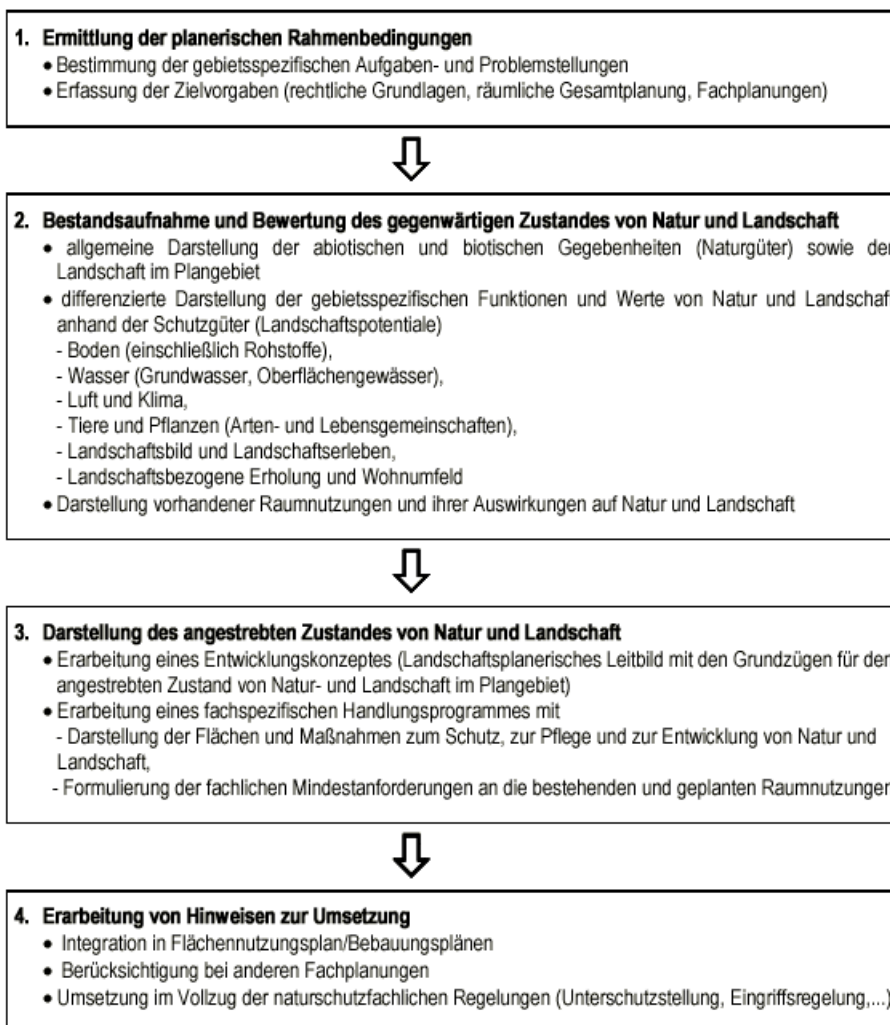 1. Ermittlung der planerischen Rahmenbedingungen
• Bestimmung der gebietsspezifischen Aufgaben- und Problemstellungen
• Erfassung der Zielvorgaben (rechtliche Grundlagen, räumliche Gesamtplanung, Fachplanungen)
2. Bestandsaufnahme und Bewertung des gegenwärtigen Zustandes von Natur und Landschaft
• allgemeine Darstellung der abiotischen und biotischen Gegebenheiten (Naturgüter) sowie der
Landschaft im Plangebiet
• differenzierte Darstellung der gebietsspezifischen Funktionen und Werte von Natur und Landschaf
anhand der Schutzgüter (Landschaftspotentiale)
- Boden (einschließlich Rohstoffe),
- Wasser (Grundwasser, Oberflächengewässer),
- Luft und Klima,
- Tiere und Pflanzen (Arten- und Lebensgemeinschaften),
- Landschaftsbild und Landschaftserleben,
- Landschaftsbezogene Erholung und Wohnumfeld
• Darstellung vorhandener Raumnutzungen und ihrer Auswirkungen auf Natur und Landschaft
3. Darstellung des angestrebten Zustandes von Natur und Landschaft
• Erarbeitung eines Entwicklungskonzeptes (Landschaftsplanerisches Leitbild mit den Grundzügen für den
angestrebten Zustand von Natur- und Landschaft im Plangebiet)
• Erarbeitung eines fachspezifischen Handlungsprogrammes mit
- Darstellung der Flächen und Maßnahmen zum Schutz, zur Pflege und zur Entwicklung von Natur und
Landschaft,
- Formulierung der fachlichen Mindestanforderungen an die bestehenden und geplanten Raumnutzungen
4. Erarbeitung von Hinweisen zur Umsetzung
• Integration in Flächennutzungsplan/Bebauungsplänen
• Berücksichtigung bei anderen Fachplanungen
• Umsetzung im Vollzug der naturschutzfachlichen Regelungen (Unterschutzstellung, Eingriffsregelung,...)